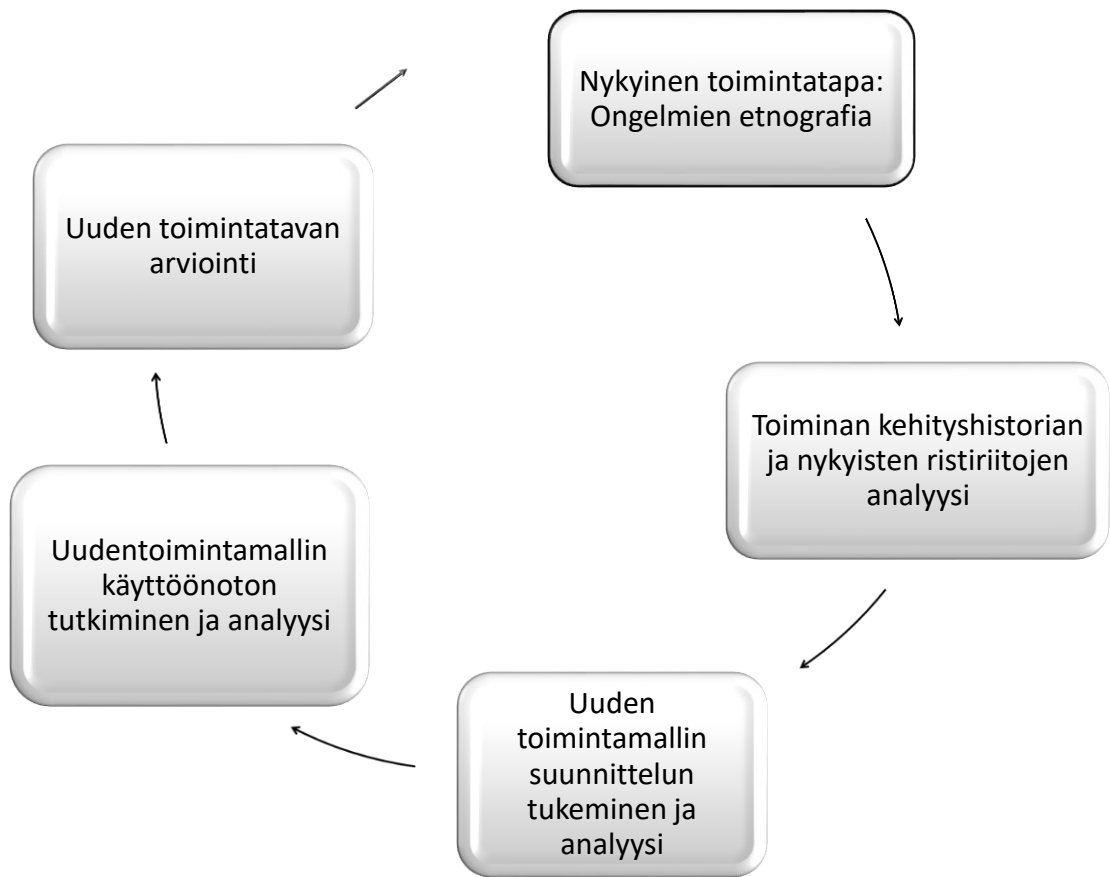 Nykyinen toimintatapa:
Ongelmien etnografia
Toiminan kehityshistorian
ja nykyisten ristiriitojen
analyysi
Uuden
toimintamallin
suunnittelun
tukeminen ja
analyysi
Uudentoimintamallin
käyttöönoton
tutkiminen ja analyysi
Uuden toimintatavan
arviointi